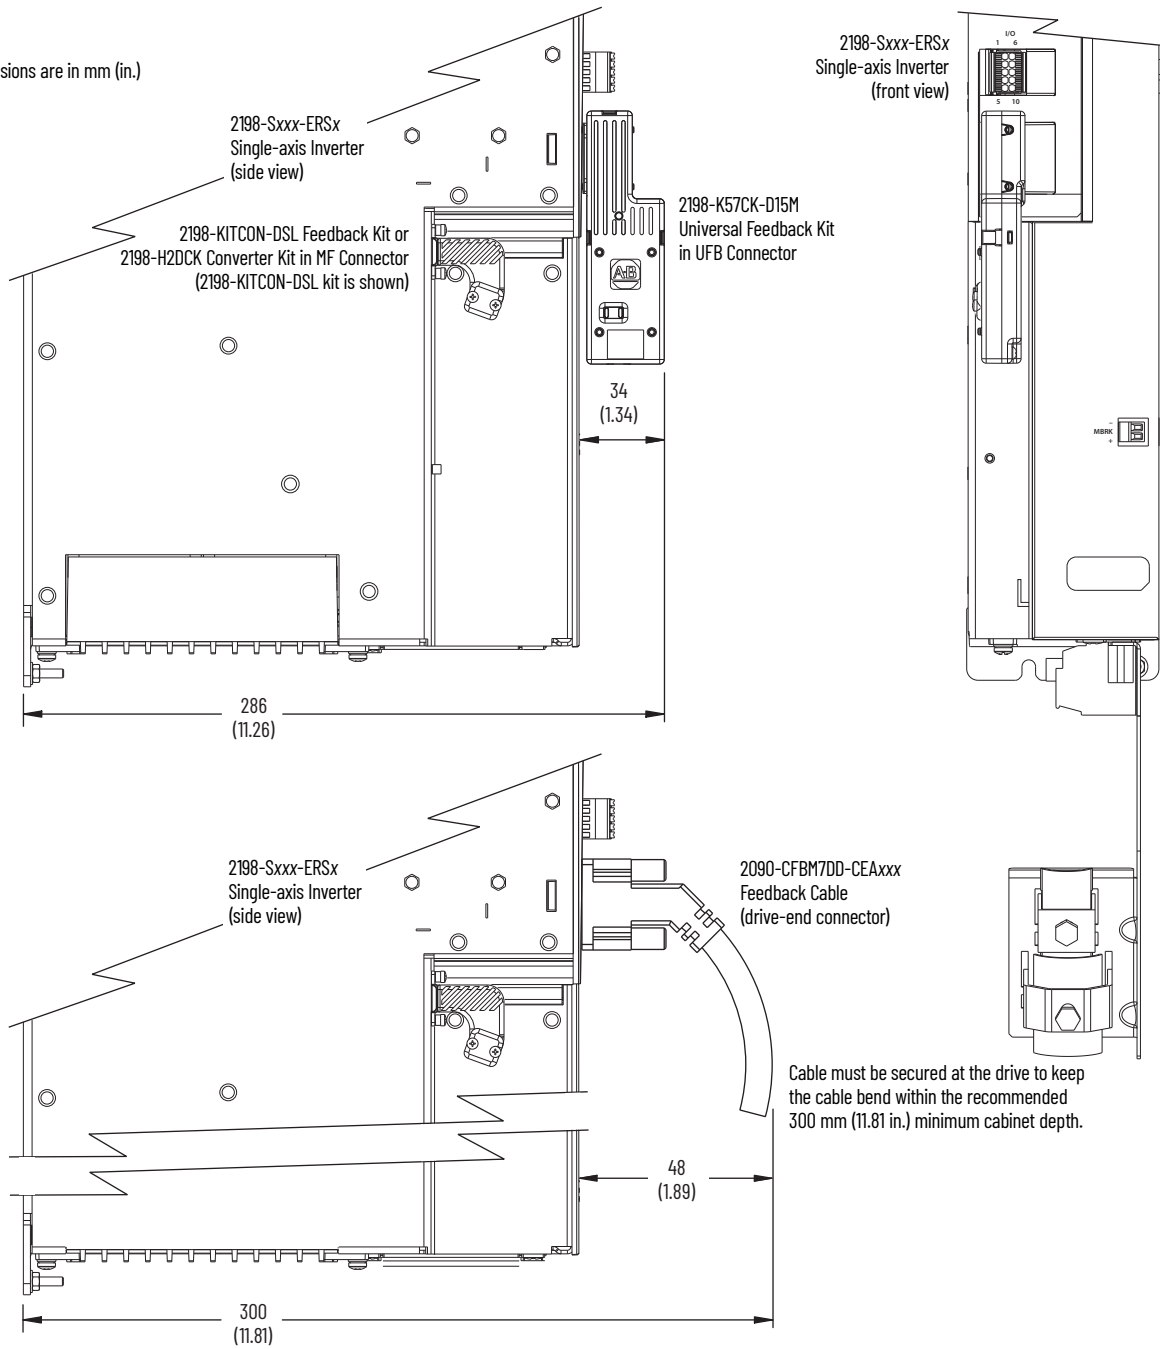 sions are in mm (in.)
2198-Sxxx-ERSx
Single-axis Inverter
(side view)
2198-KITCON-DSL Feedback Kit or
2198-H2DCK Converter Kit in MF Connector
(2198-KITCON-DSL kit is shown)
2198-K57CK-D15M
Universal Feedback Kit
in UFB Connector
A-B
34
(1.34)
286
(11.26)
2198-Sxxx-ERSx
Single-axis Inverter
(front view)
I/O
1 6
5 10
–
MBRK
+
2198-Sxxx-ERSx
Single-axis Inverter
(side view)
2090-CFBM7DD-CEAxxx
Feedback Cable
(drive-end connector)
Cable must be secured at the drive to keep
the cable bend within the recommended
300 mm (11.81 in.) minimum cabinet depth.
48
(1.89)
300
(11.81)